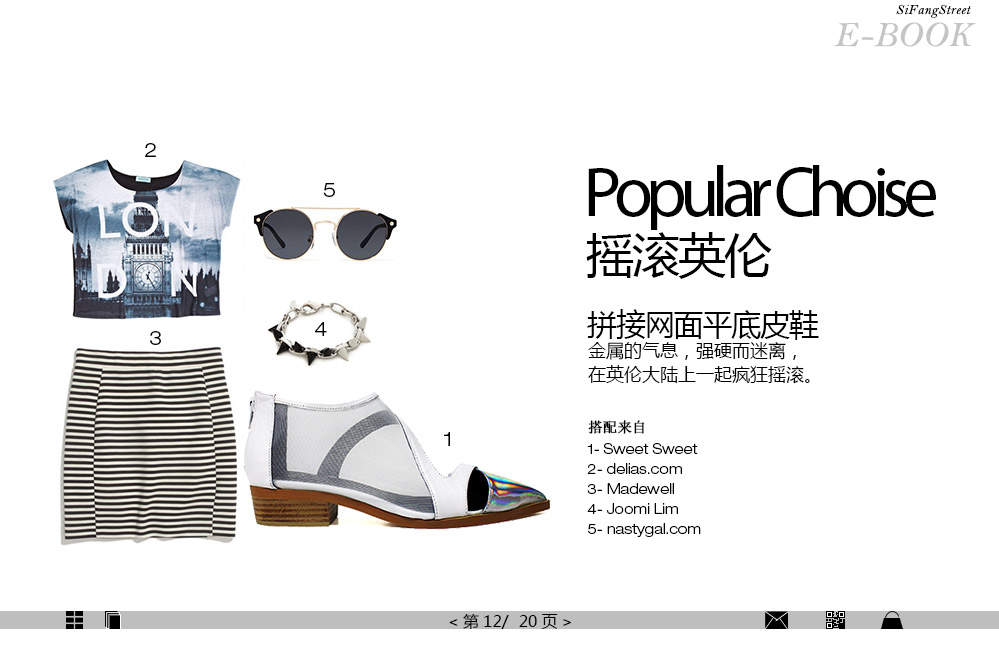 SiFangStreet
E-BOOK
2
LON
D N
5
4
3
1
Popular Choise
摇滚英伦
拼接网面平底皮鞋
金属的气息，强硬而迷离，
在英伦大陆上一起疯狂摇滚。
搭配来自
1- Sweet Sweet
2- delias.com
3- Madewell
4- Joomi Lim
5- nastygal.com
< 第 12/ 20 页 >